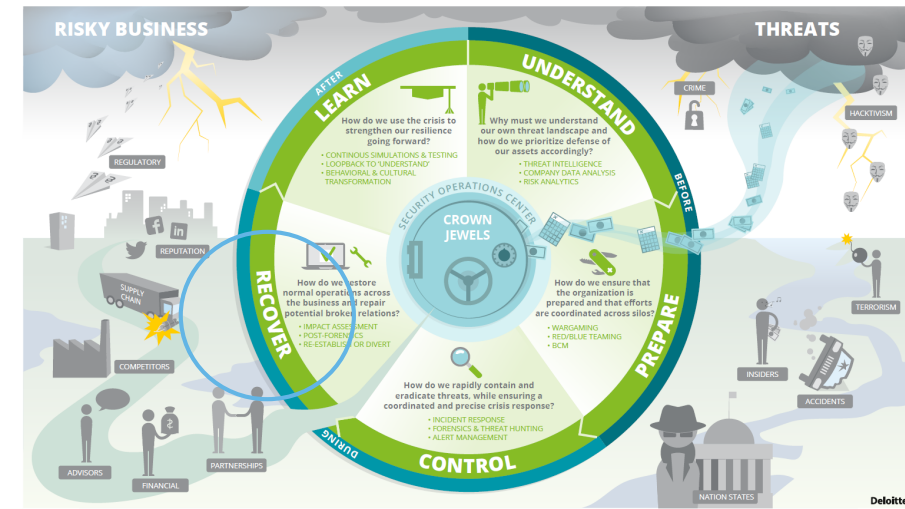 RISKY BUSINESS
THREATS
AFTER
LEARN
UNDERSTAND
How do we use the crisis to
strengthen our resilience
going forward?
• CONTINOUS SIMULATIONS & TESTING
• LOOPBACK TO 'UNDERSTAND'
• BEHAVIORAL & CULTURAL
TRANSFORMATION
Why must we understand
our own threat landscape and
how do we prioritize defense of
our assets accordingly?
• THREAT INTELLIGENCE
• COMPANY DATA ANALYSIS
• RISK ANALYTICS
CRIME
HACKTIVISM
REGULATORY
BEFORE
SECURITY OPERATIONS CENTER
CROWN
JEWELS
f
in
REPUTATION
SUPPLY
CHAIN
RECOVER
How do we restore
normal operations across
the business and repair
potential broken relations?
• IMPACT ASSESSMENT
• POST-FORENSICS
• RE-ESTABLISH OR DIVERT
How do we ensure that
the organization is
prepared and that efforts
are coordinated across silos?
• WARGAMING
• RED/BLUE TEAMING
• BCM
PREPARE
TERRORISM
COMPETITORS
INSIDERS
ACCIDENTS
How do we rapidly contain and
eradicate threats, while ensuring a
coordinated and precise crisis response?
• INCIDENT RESPONSE
• FORENSICS & THREAT HUNTING
• ALERT MANAGEMENT
DURING
CONTROL
$
ADVISORS
FINANCIAL
PARTNERSHIPS
NATION STATES
Deloitte